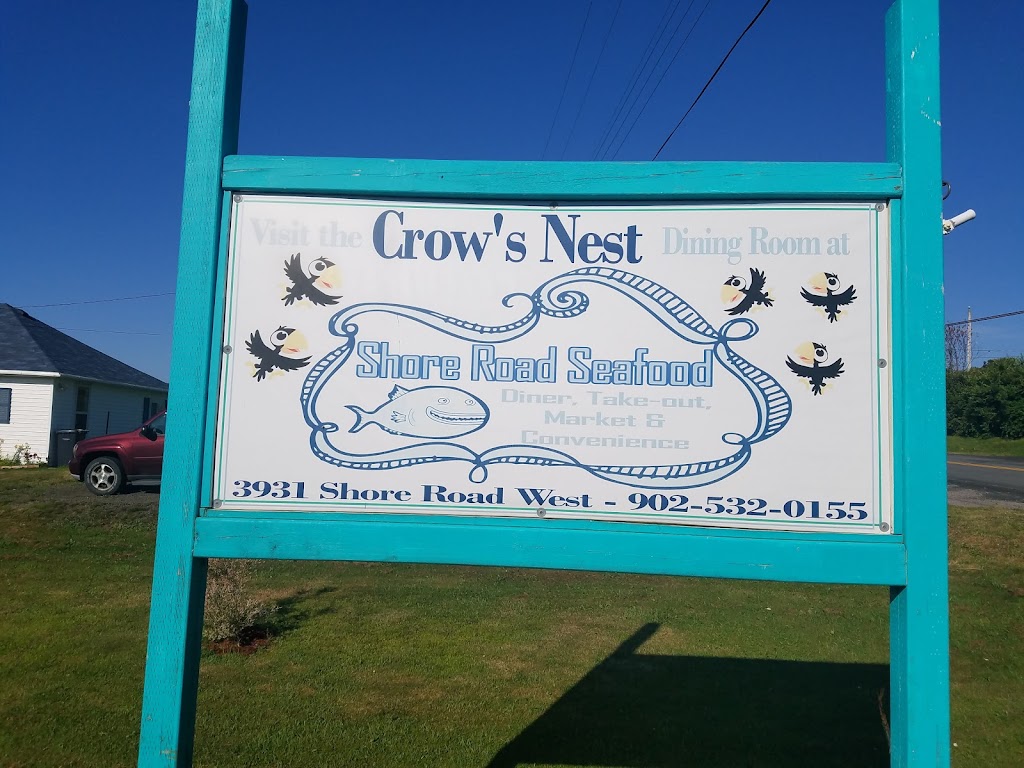 Visit the Crow's Nest Dining Room at
Shore Road Seafood
Diner, Take-out,
Market &
Convenience
3931 Shore Road West - 902-532-0155